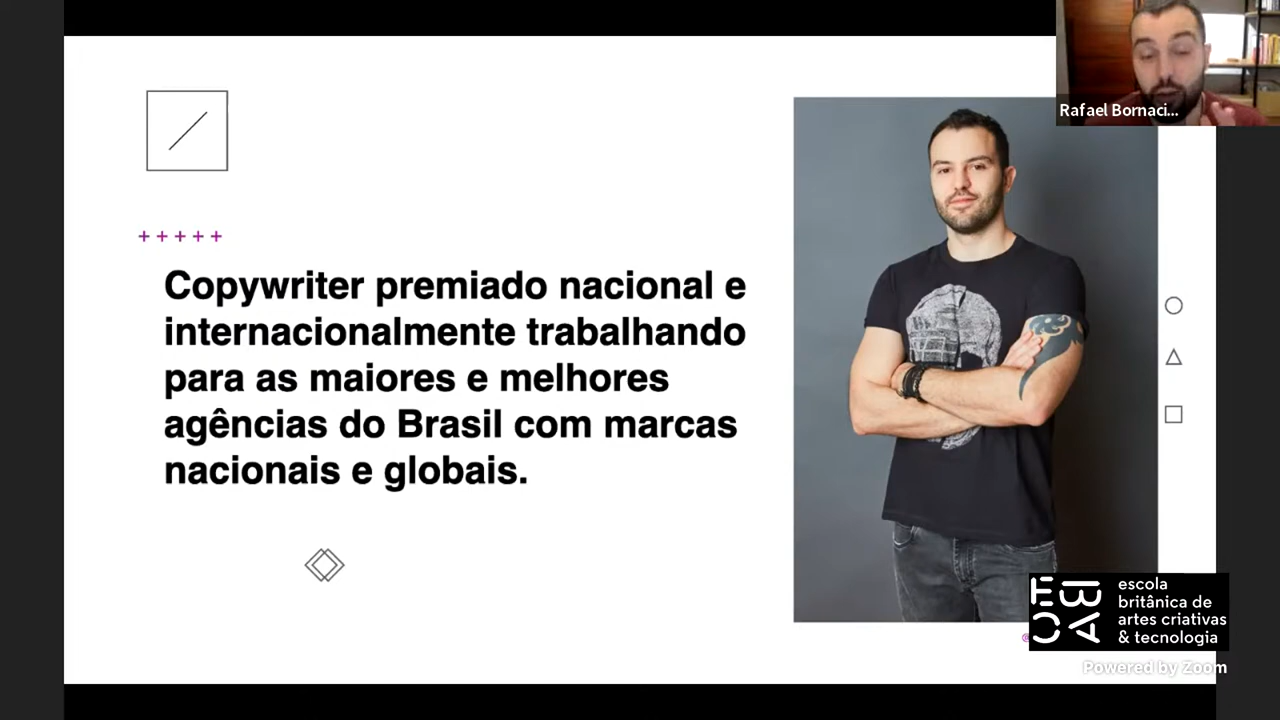 Rafael Bornaci...
Copywriter premiado nacional e
internacionalmente trabalhando
para as maiores e melhores
agências do Brasil com marcas
nacionais e globais.
EBAC
escola
britânica de
artes criativas
& tecnologia
Powered by Zoom